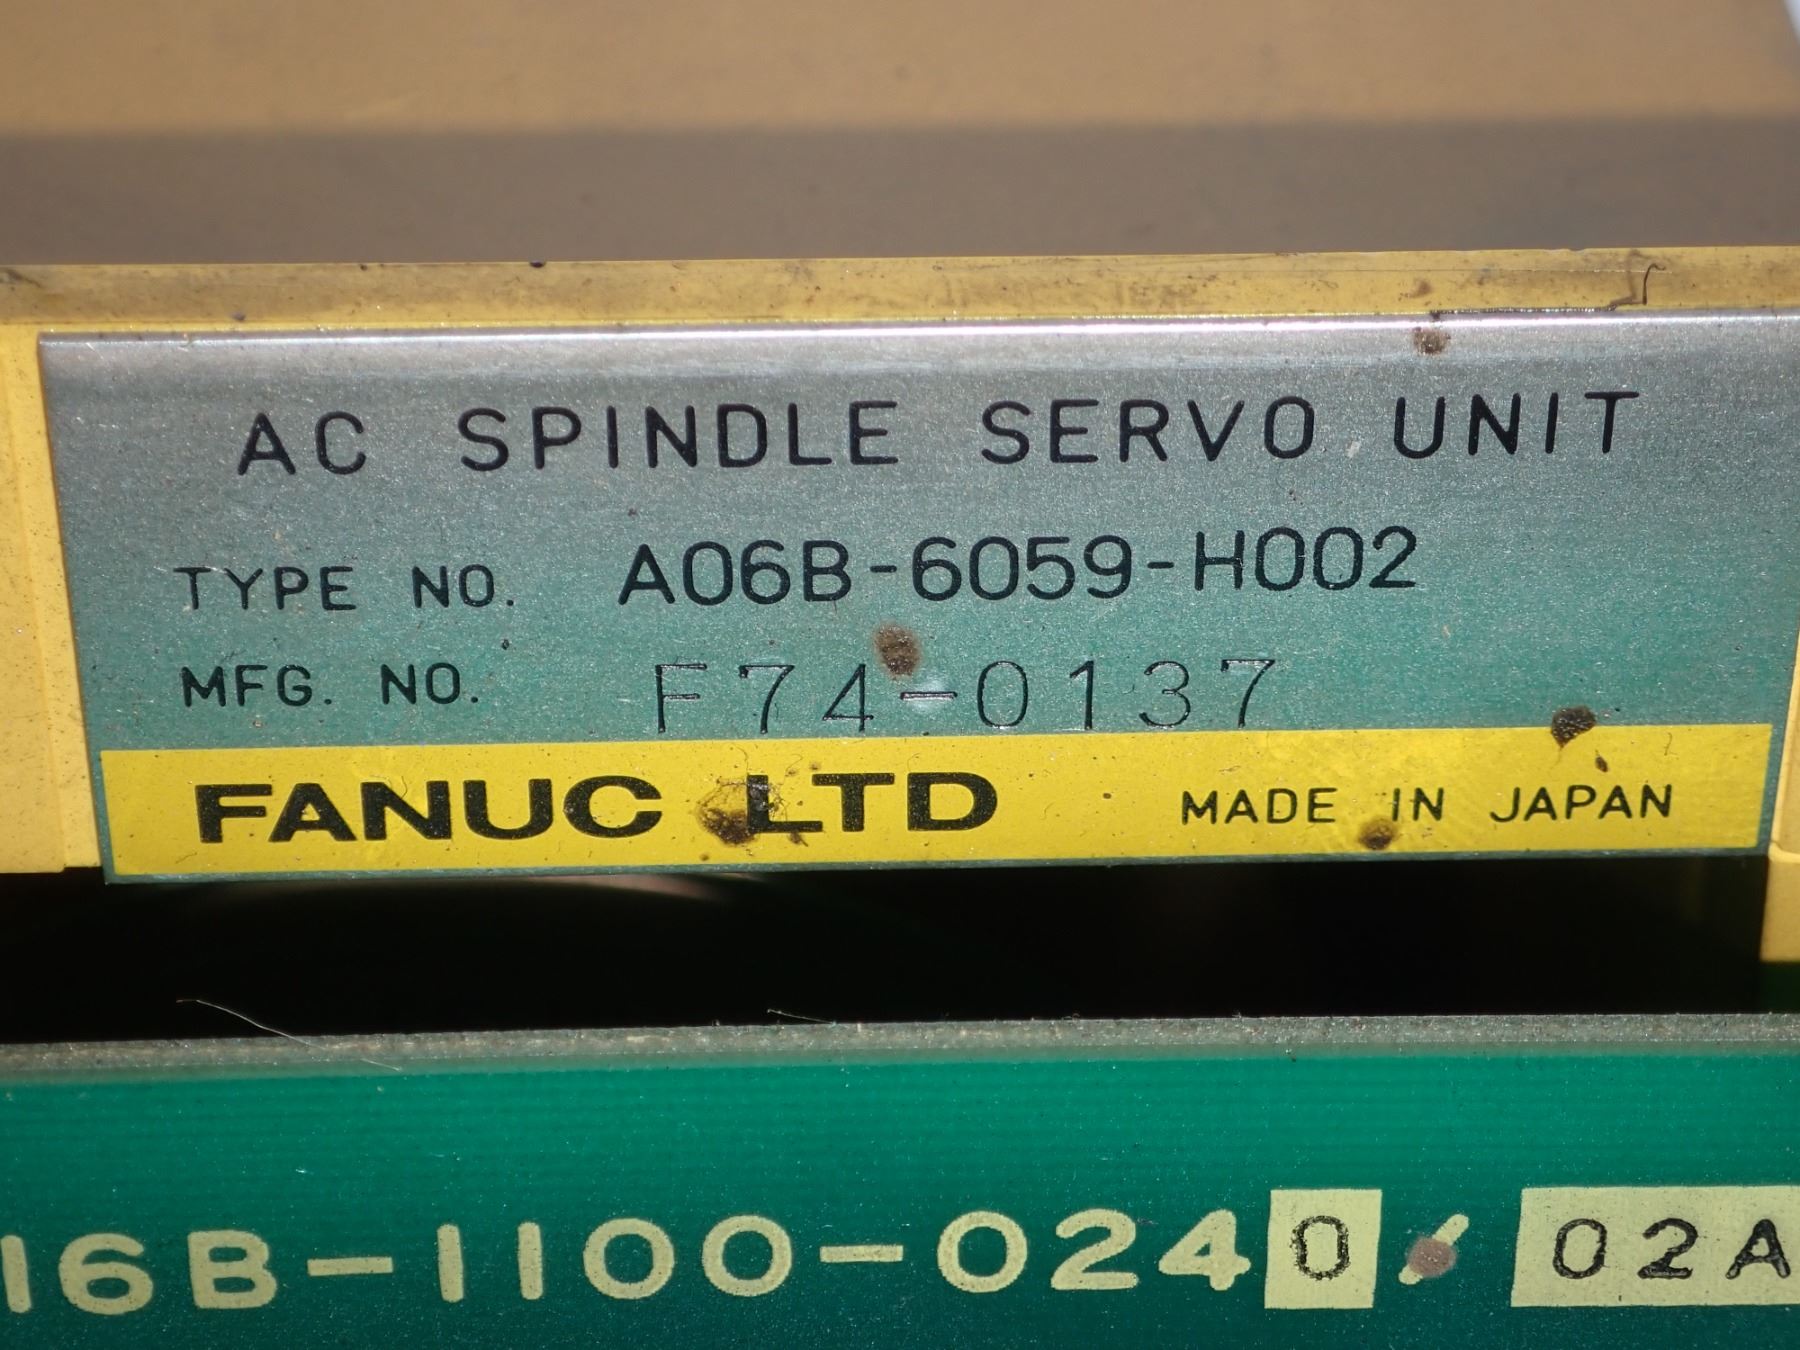 AC SPINDLE SERVO UNIT
TYPE NO. A06B-6059-H002
MFG. NO. F74-0137
FANUC LTD MADE IN JAPAN
16B-1100-0240/02A